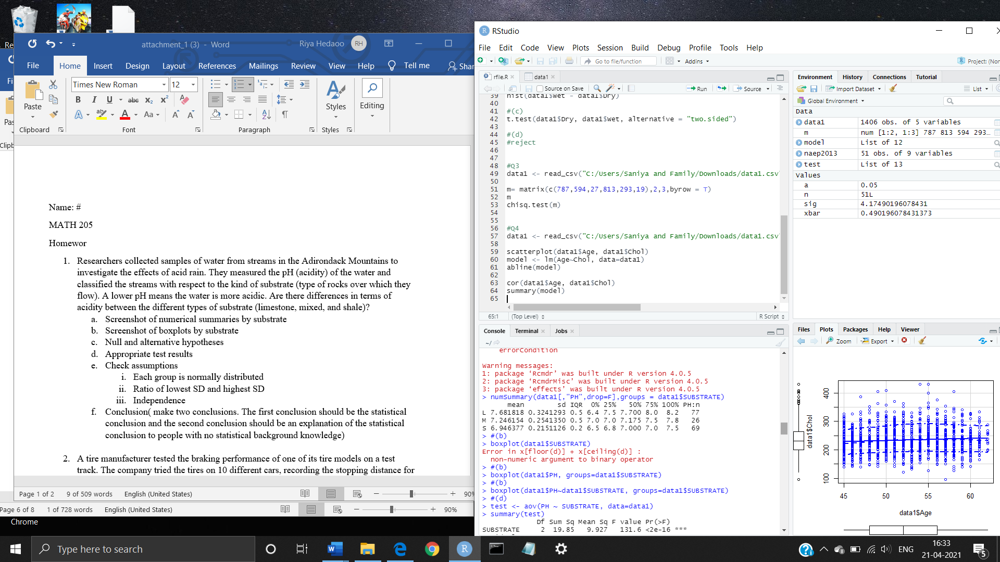 Re
attachment_1 (3) - Word
Riya Hedaoo
RH
File
Home
Insert
Design
Layout
References
Mailings
Review
View
Help
Tell me
Shar
Fi
Paste
Times New Roman
12
B I U abc x₂ x²
A ab A Aa A A
Styles
Editing
Clipboard
Font
Paragraph
Styles
Pas
Clipb
Name: #
MATH 205
Homewor
1. Researchers collected samples of water from streams in the Adirondack Mountains to
investigate the effects of acid rain. They measured the pH (acidity) of the water and
classified the streams with respect to the kind of substrate (type of rocks over which they
flow). A lower pH means the water is more acidic. Are there differences in terms of
acidity between the different types of substrate (limestone, mixed, and shale)?
a. Screenshot of numerical summaries by substrate
b. Screenshot of boxplots by substrate
c. Null and alternative hypotheses
d. Appropriate test results
e. Check assumptions
i. Each group is normally distributed
ii. Ratio of lowest SD and highest SD
iii. Independence
f. Conclusion( make two conclusions. The first conclusion should be the statistical
conclusion and the second conclusion should be an explanation of the statistical
conclusion to people with no statistical background knowledge)
2. A tire manufacturer tested the braking performance of one of its tire models on a test
track. The company tried the tires on 10 different cars, recording the stopping distance for
Page 1 of 2 9 of 509 words English (United States) 90%
Page 6 of 8 1 of 728 words English (United States) 90%
Chrome
RStudio
File Edit Code View Plots Session Build Debug Profile Tools Help
Go to file/function
Addins
Project: (Non
rfile.R
data1
Source on Save
Run
Source
39 hist(data1$Wet - data1$Dry)
40
41 #(c)
42 t.test(data1$Dry, data1$Wet, alternative = "two.sided")
43
44 #(d)
45 #reject
46
47
48 #Q3
49 data1 <- read_csv("C:/Users/Saniya and Family/Downloads/data1.csv"
50
51 m= matrix(c(787,594,27,813,293,19),2,3,byrow = T)
52 m
53 chisq.test(m)
54
55
56 #Q4
57 data1 <- read_csv("C:/Users/Saniya and Family/Downloads/data1.csv"
58
59 scatterplot(data1$Age, data1$Chol)
60 model <- lm(Age~Chol, data=data1)
61 abline(model)
62
63 cor(data1$Age, data1$Chol)
64 summary(model)
65
65:1 (Top Level) R Script
Console Terminal Jobs
~/
errorCondition
Warning messages:
1: package ‘Rcmdr’ was built under R version 4.0.5
2: package ‘RcmdrMisc’ was built under R version 4.0.5
3: package ‘effects’ was built under R version 4.0.5
> numSummary(data1[,"PH",drop=F],groups = data1$SUBSTRATE)
mean sd IQR 0% 25% 50% 75% 100% PH:n
L 7.681818 0.3241293 0.5 6.4 7.5 7.700 8.0 8.2 77
M 7.246154 0.2541350 0.5 7.0 7.0 7.175 7.5 7.8 26
S 6.946377 0.2151126 0.2 6.5 6.8 7.000 7.0 7.5 69
> #(b)
> boxplot(data1$SUBSTRATE)
Error in x[floor(d)] + x[ceiling(d)] :
non-numeric argument to binary operator
> #(b)
> boxplot(data1$PH, groups=data1$SUBSTRATE)
> #(b)
> boxplot(data1$PH~data1$SUBSTRATE, groups=data1$SUBSTRATE)
> #(d)
> test <- aov(PH ~ SUBSTRATE, data=data1)
> summary(test)
Df Sum Sq Mean Sq F value Pr(>F)
SUBSTRATE 2 19.85 9.927 131.6 <2e-16 ***
Environment History Connections Tutorial
Import Dataset
List
Global Environment
Data
data1 1406 obs. of 5 variables
m num [1:2, 1:3] 787 813 594 293…
model List of 12
naep2013 51 obs. of 9 variables
test List of 13
Values
a 0.05
n 51L
sig 4.17490196078431
xbar 0.490196078431373
Files Plots Packages Help Viewer
Zoom Export
data1$Chol
400
300
200
100
45 50 55 60
data1$Age
Type here to search
ENG
16:33
21-04-2021
5